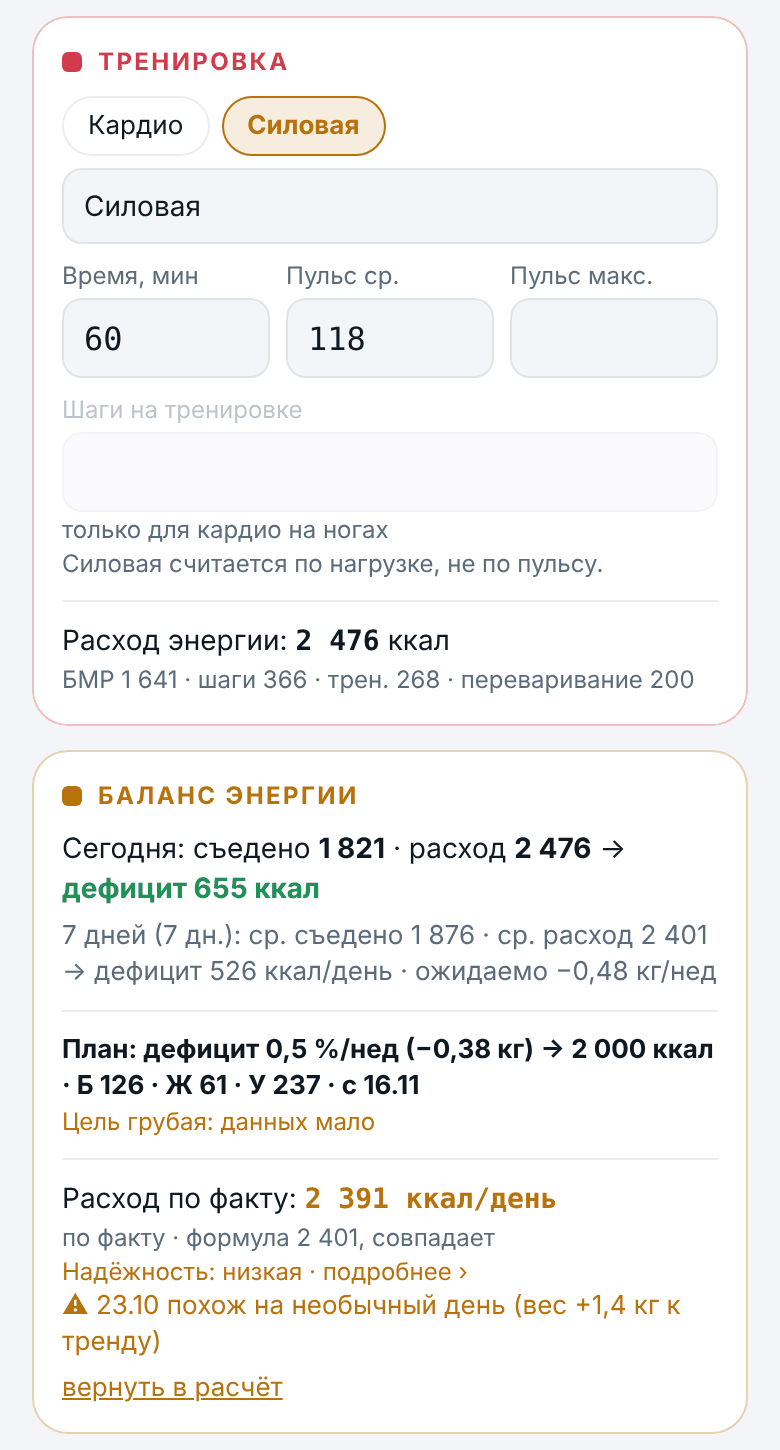 ТРЕНИРОВКА
Кардио Силовая
Силовая
Время, мин Пульс ср. Пульс макс.
60 118
Шаги на тренировке
только для кардио на ногах
Силовая считается по нагрузке, не по пульсу.
Расход энергии: 2 476 ккал
БМР 1 641 · шаги 366 · трен. 268 · переваривание 200
БАЛАНС ЭНЕРГИИ
Сегодня: съедено 1 821 · расход 2 476 →
дефицит 655 ккал
7 дней (7 дн.): ср. съедено 1 876 · ср. расход 2 401
→ дефицит 526 ккал/день · ожидаемо −0,48 кг/нед
План: дефицит 0,5 %/нед (−0,38 кг) → 2 000 ккал
· Б 126 · Ж 61 · У 237 · с 16.11
Цель грубая: данных мало
Расход по факту: 2 391 ккал/день
по факту · формула 2 401, совпадает
Надёжность: низкая · подробнее ›
⚠ 23.10 похож на необычный день (вес +1,4 кг к
тренду)
вернуть в расчёт